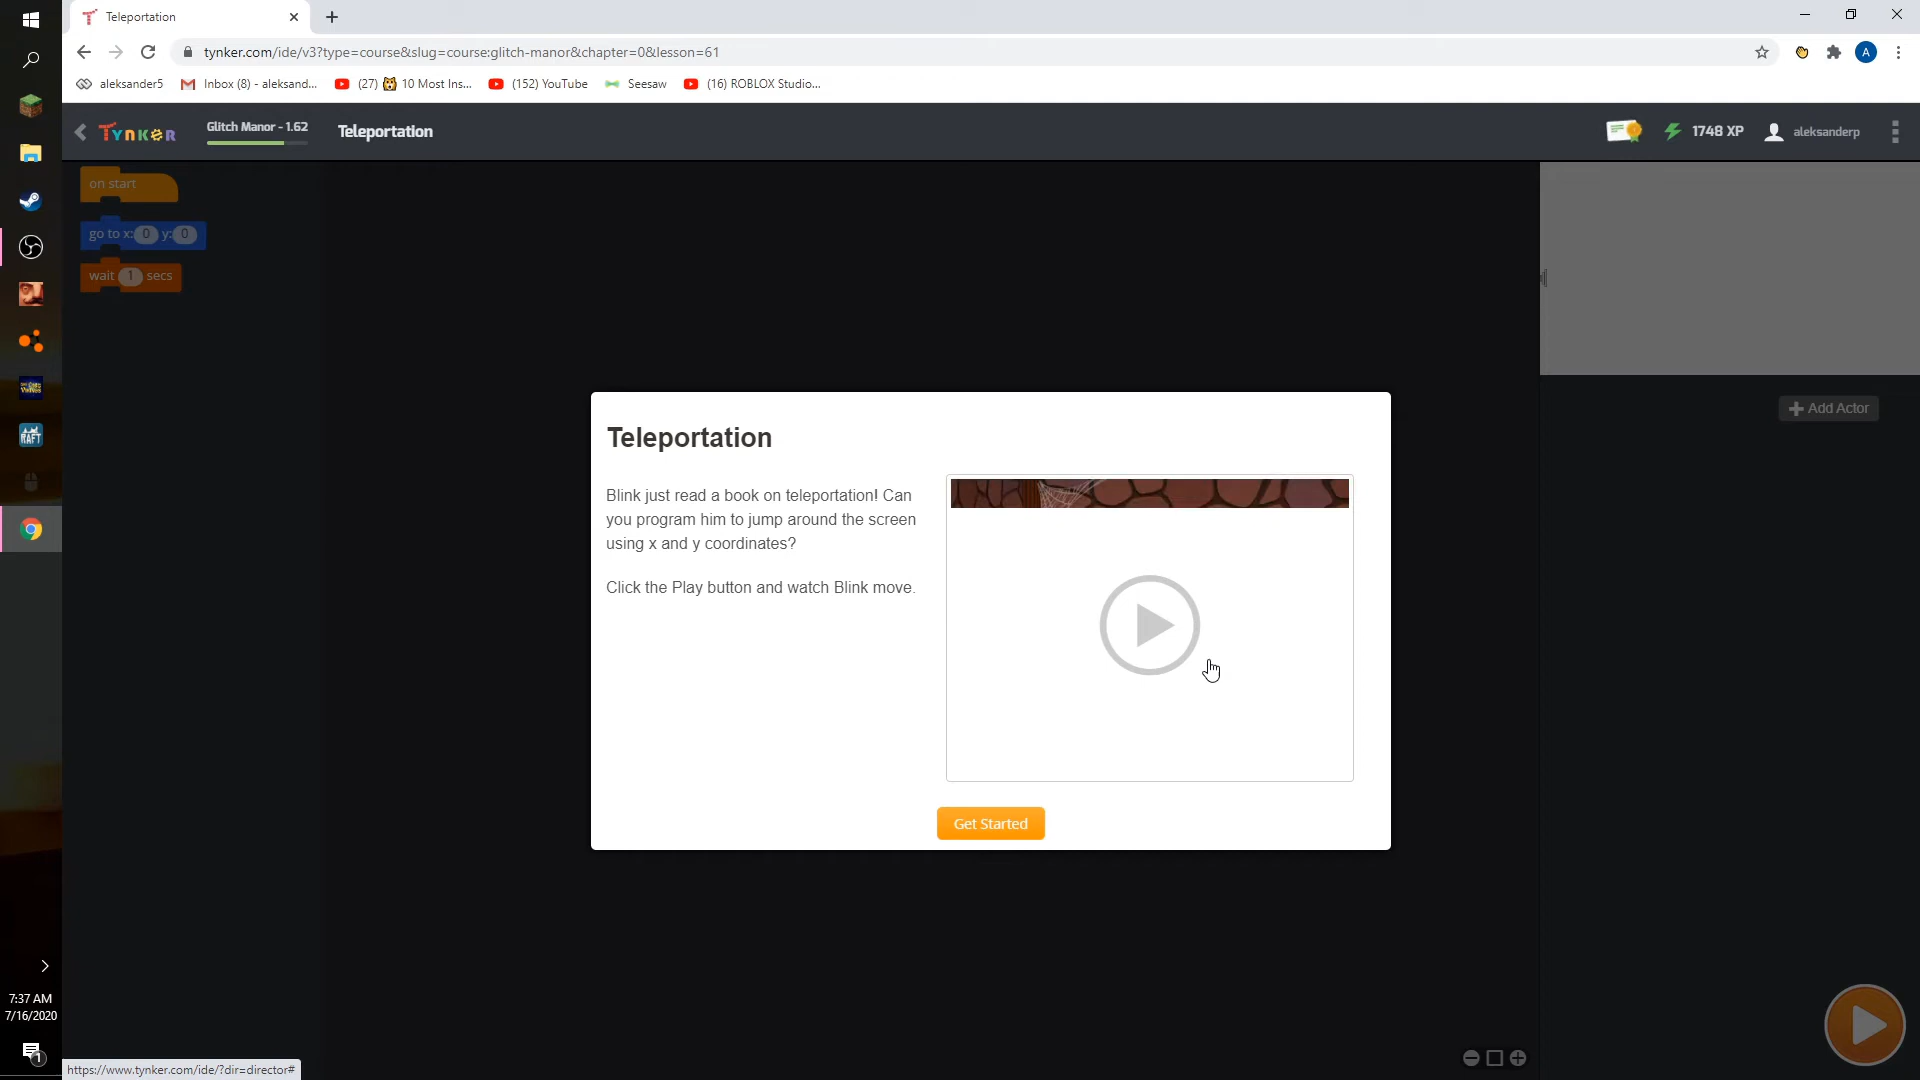 Teleportation
tynker.com/ide/v3?type=course&slug=course:glitch-manor&chapter=0&lesson=61
A
aleksander5
Inbox (8) - aleksand...
(27) 10 Most Ins...
(152) YouTube
Seesaw
(16) ROBLOX Studio...
TYNKER
Glitch Manor - 1.62
Teleportation
1748 XP
aleksanderp
on start
go to x: 0 y: 0
wait 1 secs
Add Actor
Teleportation
Blink just read a book on teleportation! Can
you program him to jump around the screen
using x and y coordinates?
Click the Play button and watch Blink move.
Get Started
RAFT
7:37 AM
7/16/2020
1
https://www.tynker.com/ide/?dir=director#